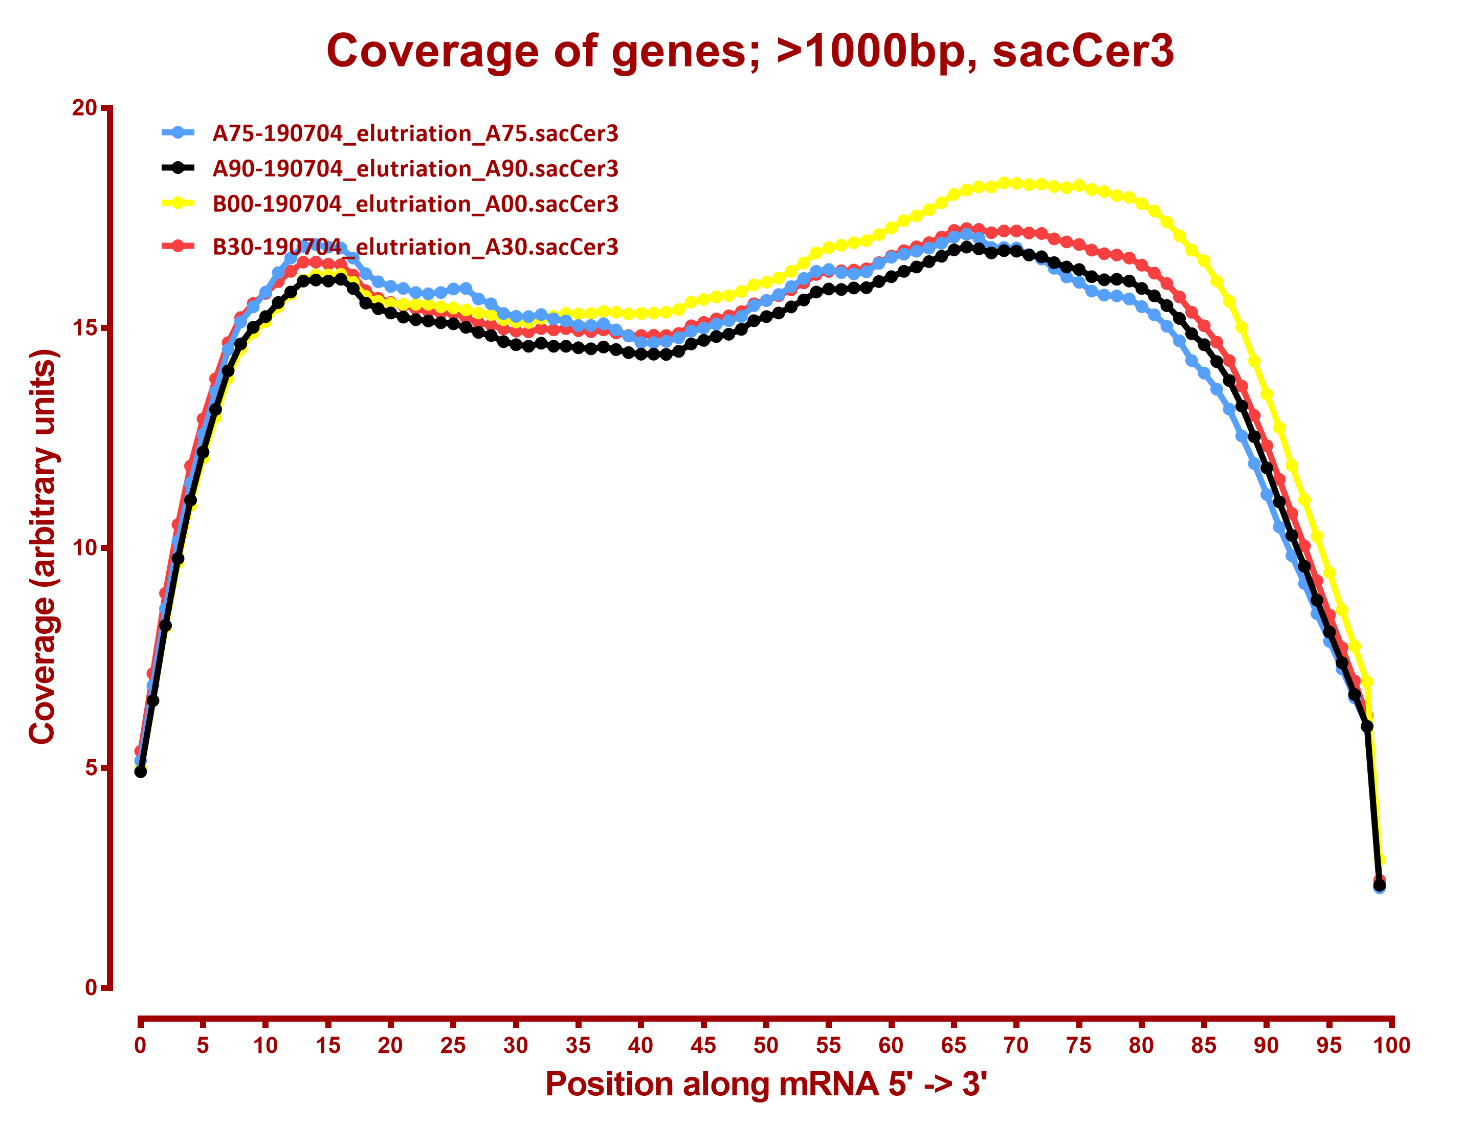 Coverage of genes; >1000bp, sacCer3
20
A75-190704_elutriation_A75.sacCer3
A90-190704_elutriation_A90.sacCer3
B00-190704_elutriation_A00.sacCer3
B30-190704_elutriation_A30.sacCer3
15
10
5
0
Coverage (arbitrary units)
0 5 10 15 20 25 30 35 40 45 50 55 60 65 70 75 80 85 90 95 100
Position along mRNA 5' -> 3'